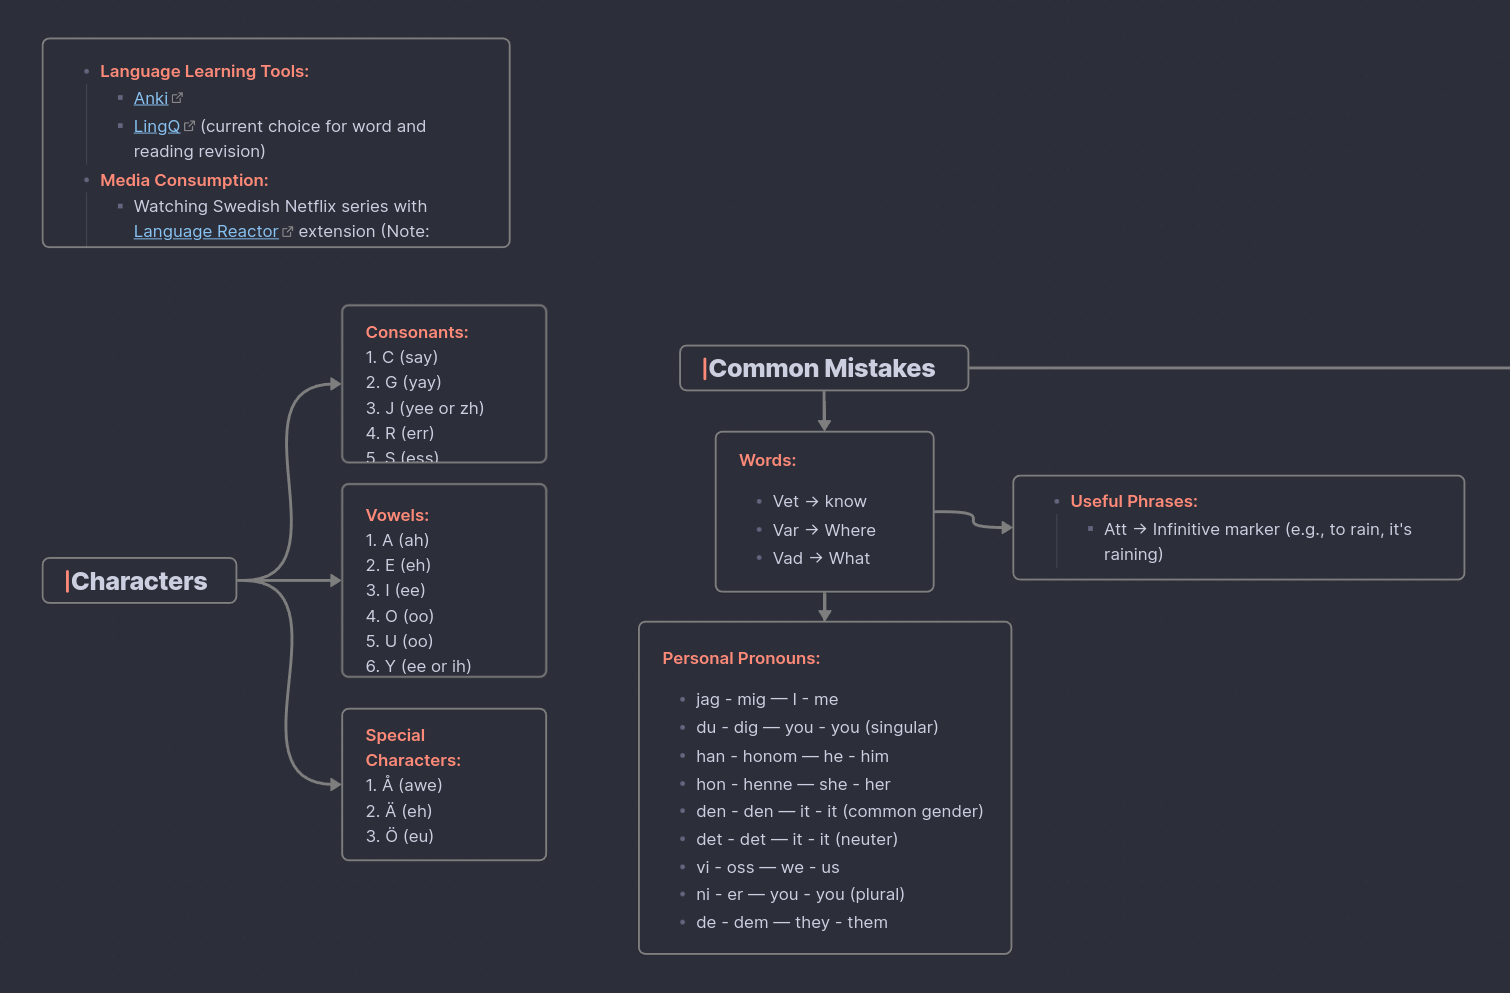 Language Learning Tools:
Anki
LingQ (current choice for word and
reading revision)
Media Consumption:
Watching Swedish Netflix series with
Language Reactor extension (Note:
Characters
Consonants:
1. C (say)
2. G (yay)
3. J (yee or zh)
4. R (err)
5. S (ess)
Vowels:
1. A (ah)
2. E (eh)
3. I (ee)
4. O (oo)
5. U (oo)
6. Y (ee or ih)
Special
Characters:
1. Å (awe)
2. Ä (eh)
3. Ö (eu)
Common Mistakes
Words:
Vet → know
Var → Where
Vad → What
Useful Phrases:
Att → Infinitive marker (e.g., to rain, it's
raining)
Personal Pronouns:
jag - mig — I - me
du - dig — you - you (singular)
han - honom — he - him
hon - henne — she - her
den - den — it - it (common gender)
det - det — it - it (neuter)
vi - oss — we - us
ni - er — you - you (plural)
de - dem — they - them